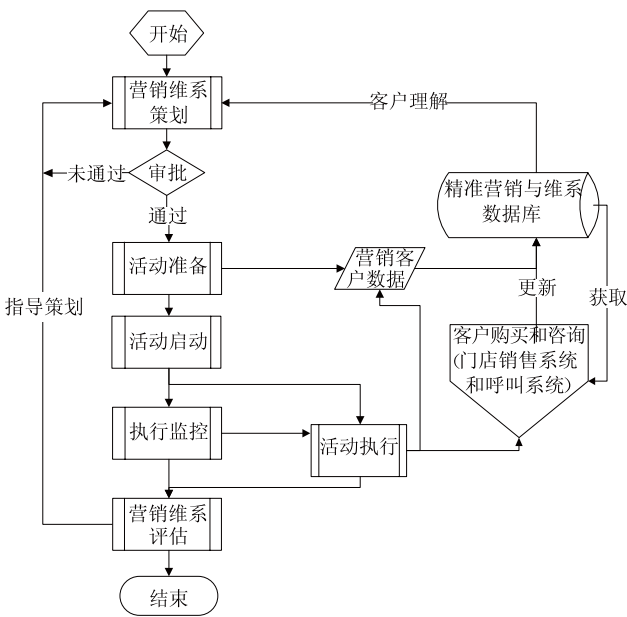 开始
营销维系
策划
客户理解
审批
未通过
通过
精准营销与维系
数据库
活动准备
营销客
户数据
更新
获取
指导策划
活动启动
客户购买和咨询
(门店销售系统
和呼叫系统)
执行监控
活动执行
营销维系
评估
结束